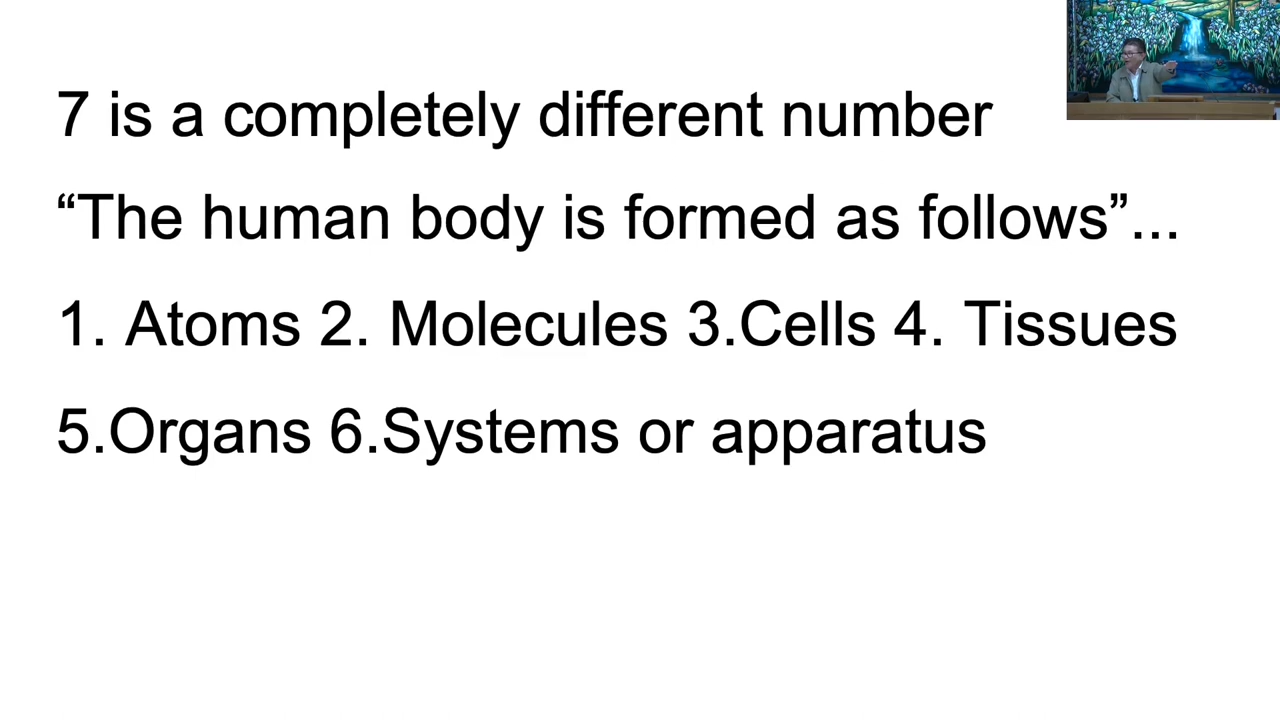 7 is a completely different number
“The human body is formed as follows”...
1. Atoms 2. Molecules 3.Cells 4. Tissues
5.Organs 6.Systems or apparatus